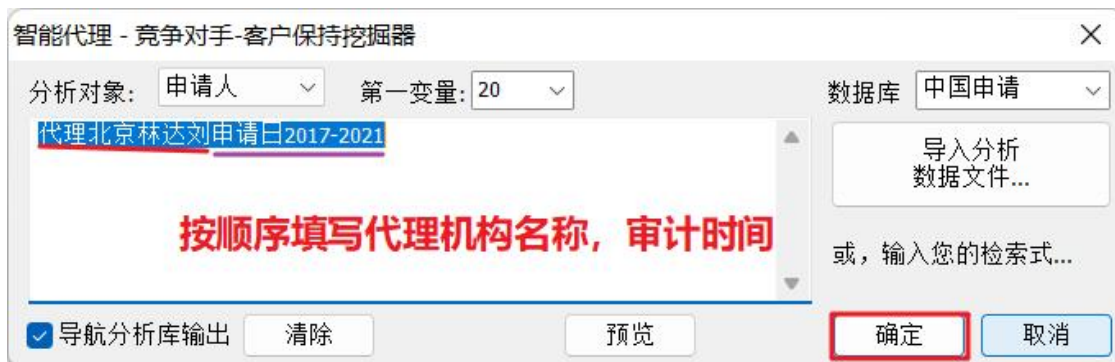 智能代理 - 竞争对手-客户保持挖掘器
分析对象: 申请人 第一变量: 20 数据库 中国申请
代理北京林达刘申请日2017-2021
导入分析
数据文件...
按顺序填写代理机构名称，审计时间
或，输入您的检索式...
导航分析库输出 清除 预览 确定 取消